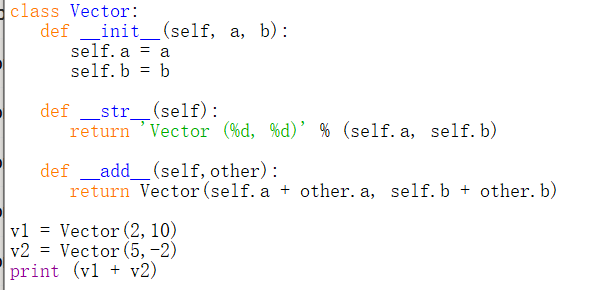 class Vector:
   def __init__(self, a, b):
      self.a = a
      self.b = b

   def __str__(self):
      return 'Vector (%d, %d)' % (self.a, self.b)

   def __add__(self,other):
      return Vector(self.a + other.a, self.b + other.b)

v1 = Vector(2,10)
v2 = Vector(5,-2)
print (v1 + v2)